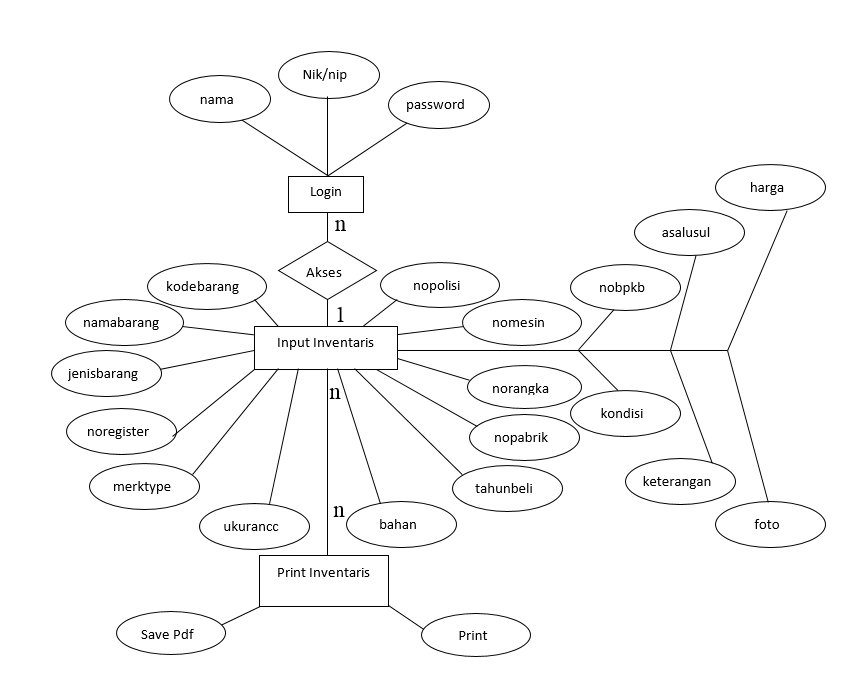 Nik/nip
nama
password
Login
n
harga
asalusul
Akses
kodebarang
nopolisi
nobpkb
namabarang
1
nomesin
Input Inventaris
jenisbarang
norangka
n
kondisi
noregister
nopabrik
merktype
tahunbeli
keterangan
ukurancc
n
bahan
foto
Print Inventaris
Save Pdf
Print